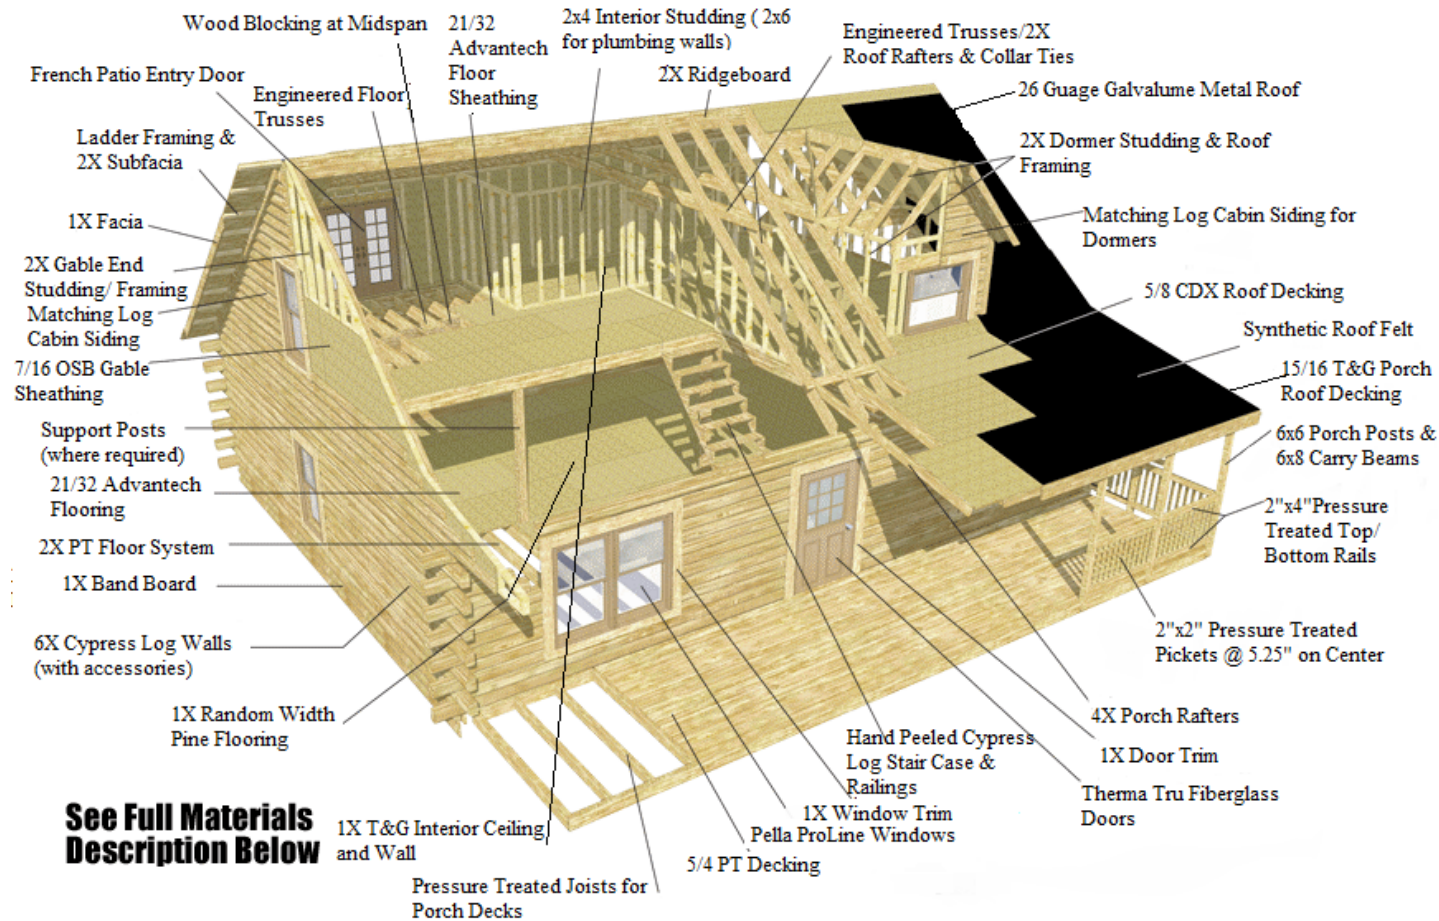 Wood Blocking at Midspan
21/32
Advantech
Floor
Sheathing
2x4 Interior Studding ( 2x6
for plumbing walls)
2X Ridgeboard
Engineered Trusses/2X
Roof Rafters & Collar Ties
French Patio Entry Door
Engineered Floor
Trusses
26 Guage Galvalume Metal Roof
Ladder Framing &
2X Subfacia
2X Dormer Studding & Roof
Framing
1X Facia
Matching Log Cabin Siding for
Dormers
2X Gable End
Studding/ Framing
Matching Log
Cabin Siding
5/8 CDX Roof Decking
Synthetic Roof Felt
7/16 OSB Gable
Sheathing
15/16 T&G Porch
Roof Decking
Support Posts
(where required)
6x6 Porch Posts &
6x8 Carry Beams
21/32 Advantech
Flooring
2"x4"Pressure
Treated Top/
Bottom Rails
2X PT Floor System
1X Band Board
6X Cypress Log Walls
(with accessories)
2"x2" Pressure Treated
Pickets @ 5.25" on Center
1X Random Width
Pine Flooring
4X Porch Rafters
Hand Peeled Cypress
Log Stair Case &
Railings
1X Door Trim
Therma Tru Fiberglass
Doors
See Full Materials
Description Below
1X T&G Interior Ceiling
and Wall
1X Window Trim
Pella ProLine Windows
5/4 PT Decking
Pressure Treated Joists for
Porch Decks